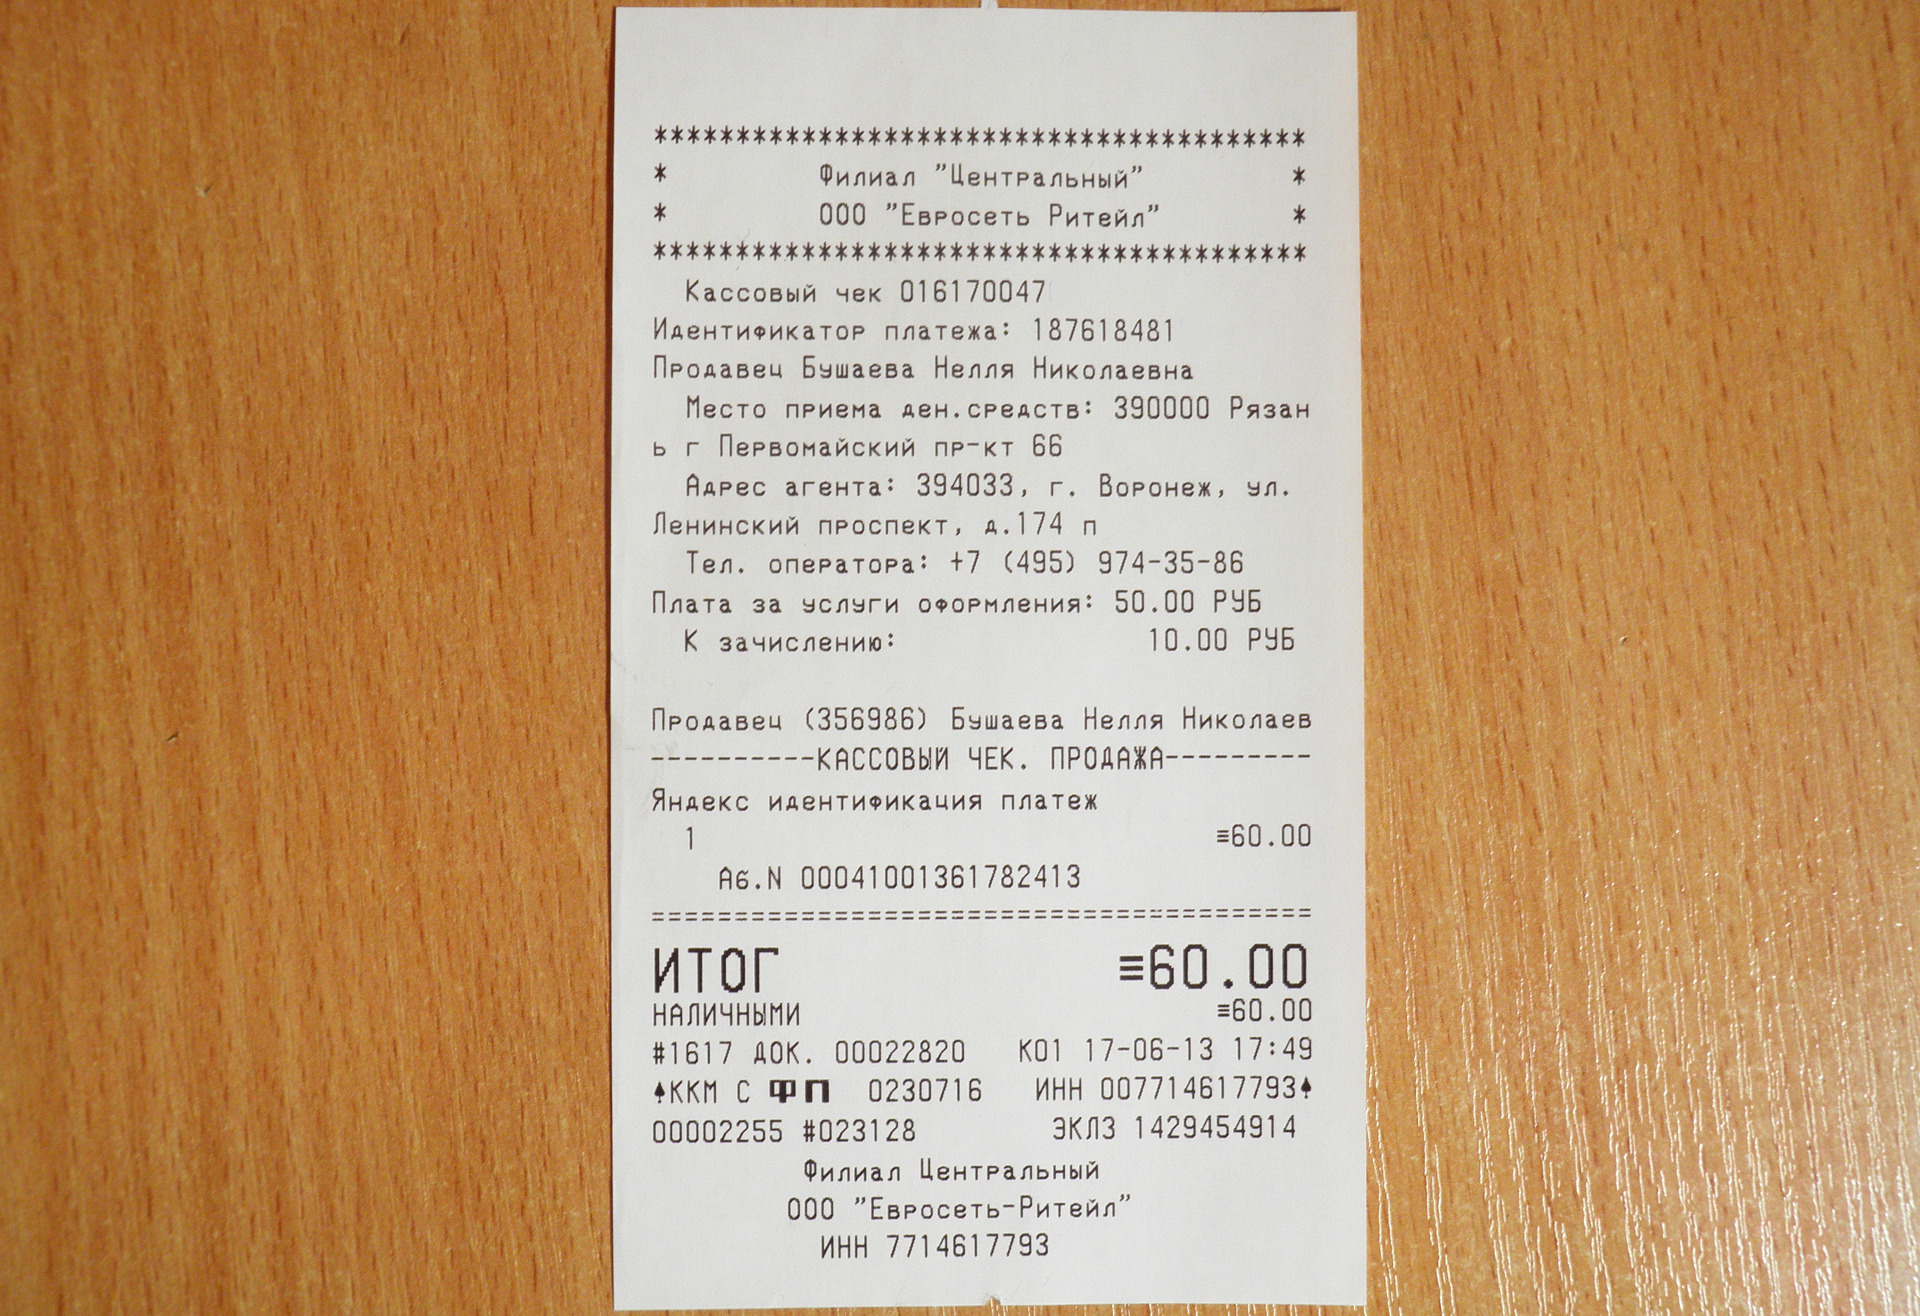 ****************************************
* Филиал "Центральный" *
* ООО "Евросеть Ритейл" *
****************************************
Кассовый чек 016170047
Идентификатор платежа: 187618481
Продавец Бушаева Нелля Николаевна
Место приема ден.средств: 390000 Рязан
ь г Первомайский пр-кт 66
Адрес агента: 394033, г. Воронеж, ул.
Ленинский проспект, д.174 п
Тел. оператора: +7 (495) 974-35-86
Плата за услуги оформления: 50.00 РУБ
К зачислению: 10.00 РУБ
Продавец (356986) Бушаева Нелля Николаев
----------КАССОВЫЙ ЧЕК. ПРОДАЖА---------
Яндекс идентификация платеж
1 ≡60.00
Аб.N 000410013617​82413
========================================
ИТОГ ≡60.00
НАЛИЧНЫМИ ≡60.00
#1617 ДОК. 00022820 К01 17-06-13 17:49
♠ККМ С ФП 0230716 ИНН 007714617793♠
00002255 #023128 ЭКЛЗ 1429454914
Филиал Центральный
ООО "Евросеть-Ритейл"
ИНН 7714617793